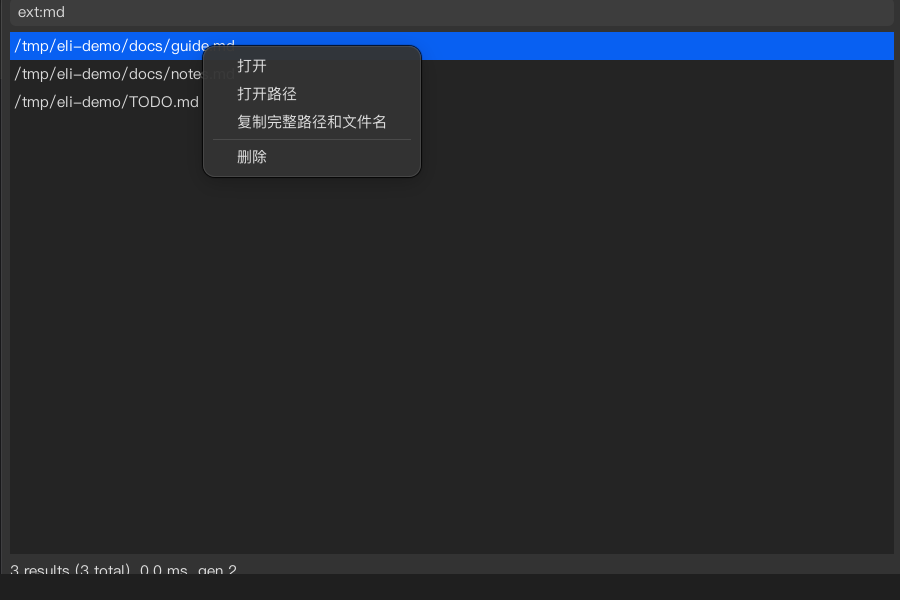 ext:md
/tmp/eli-demo/docs/guide.md
/tmp/eli-demo/docs/notes.md
/tmp/eli-demo/TODO.md
打开
打开路径
复制完整路径和文件名
删除
3 results (3 total), 0.0 ms, gen 2